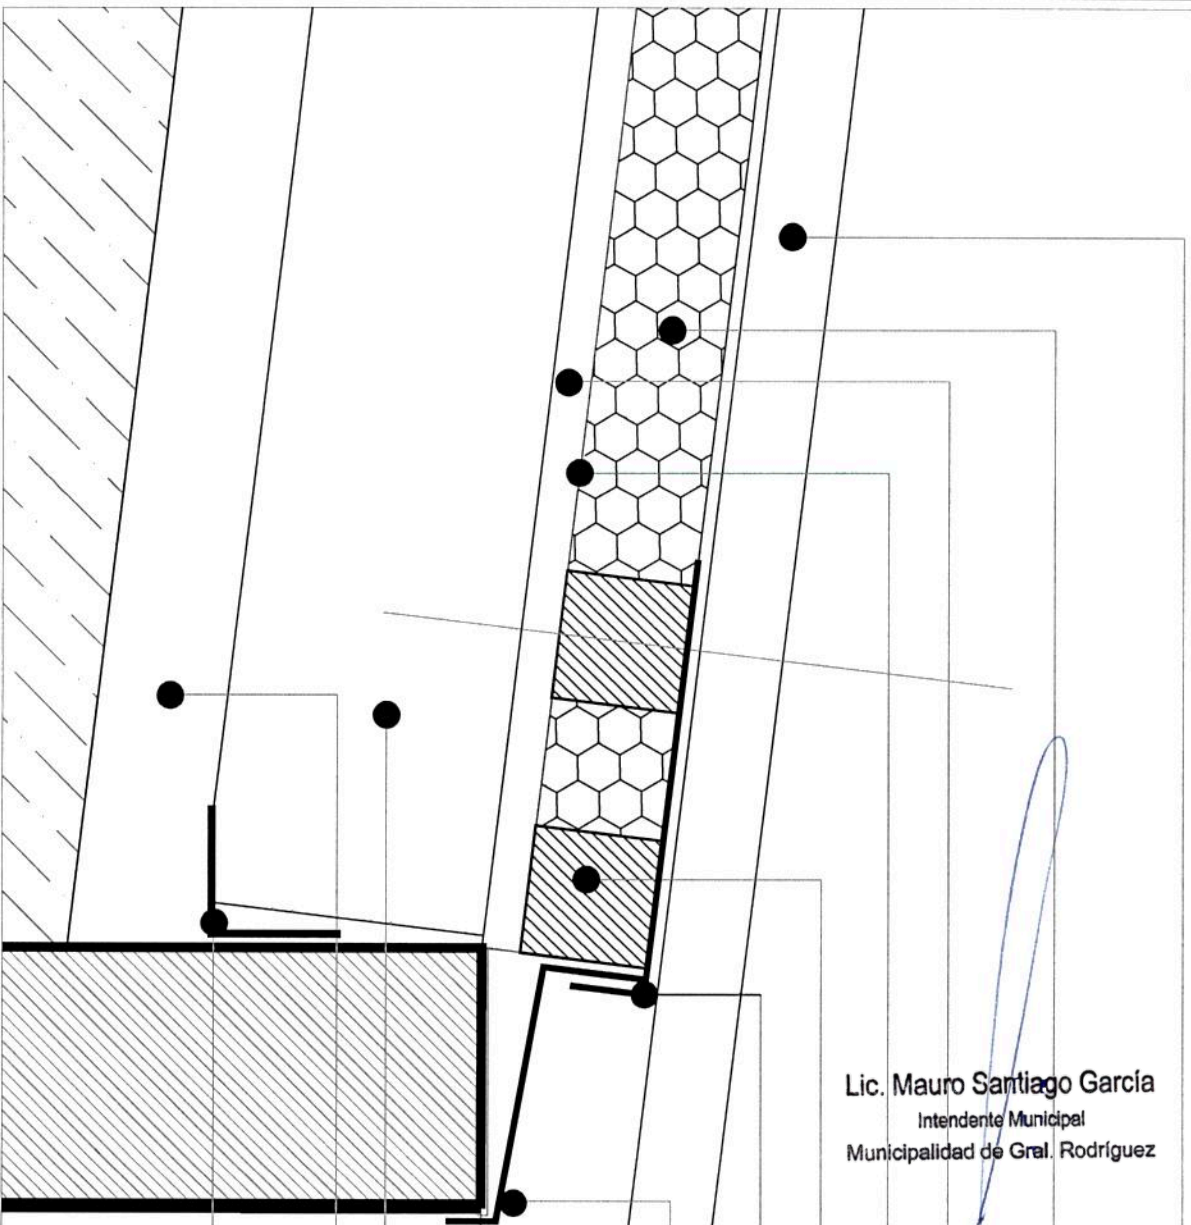 Lic. Mauro Santiago García
Intendente Municipal
Municipalidad de Gral. Rodríguez